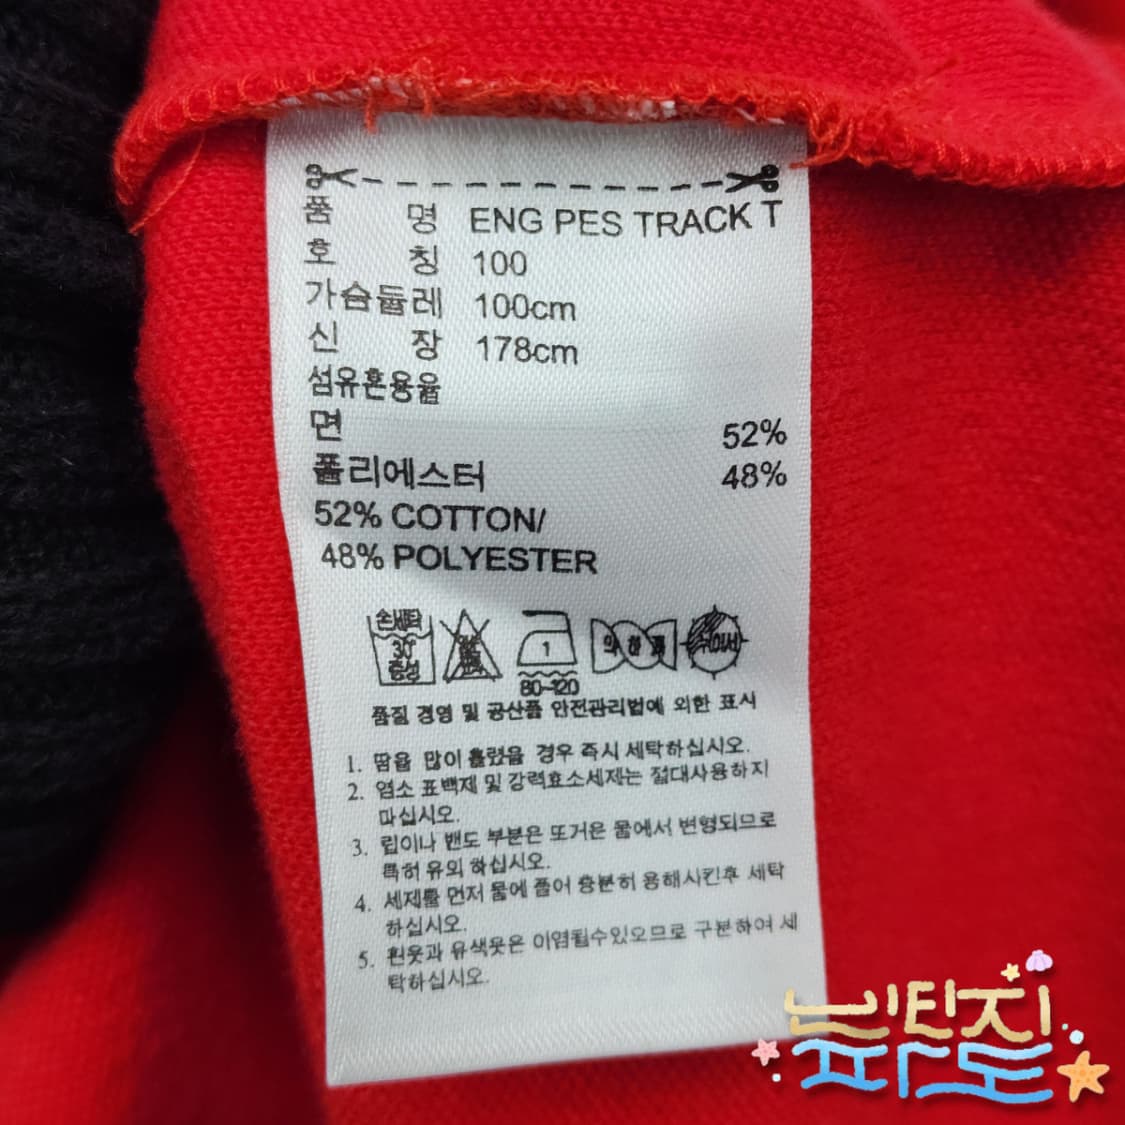 품 명 ENG PES TRACK T
호 칭 100
가슴둘레 100cm
신 장 178cm
섬유혼용율
면 52%
폴리에스터 48%
52% COTTON/
48% POLYESTER
손세탁
30°
중성
1
80~120
약 하 게
품질 경영 및 공산품 안전관리법에 의한 표시
1. 땀을 많이 흘렸을 경우 즉시 세탁하십시오.
2. 염소 표백제 및 강력효소세제는 절대사용하지
마십시오.
3. 립이나 밴드 부분은 뜨거운 물에서 변형되므로
특히 유의 하십시오.
4. 세제를 먼저 물에 풀어 충분히 용해시킨후 세탁
하십시오.
5. 흰옷과 유색옷은 이염될수있으므로 구분하여 세
탁하십시오.
빈티지
파도